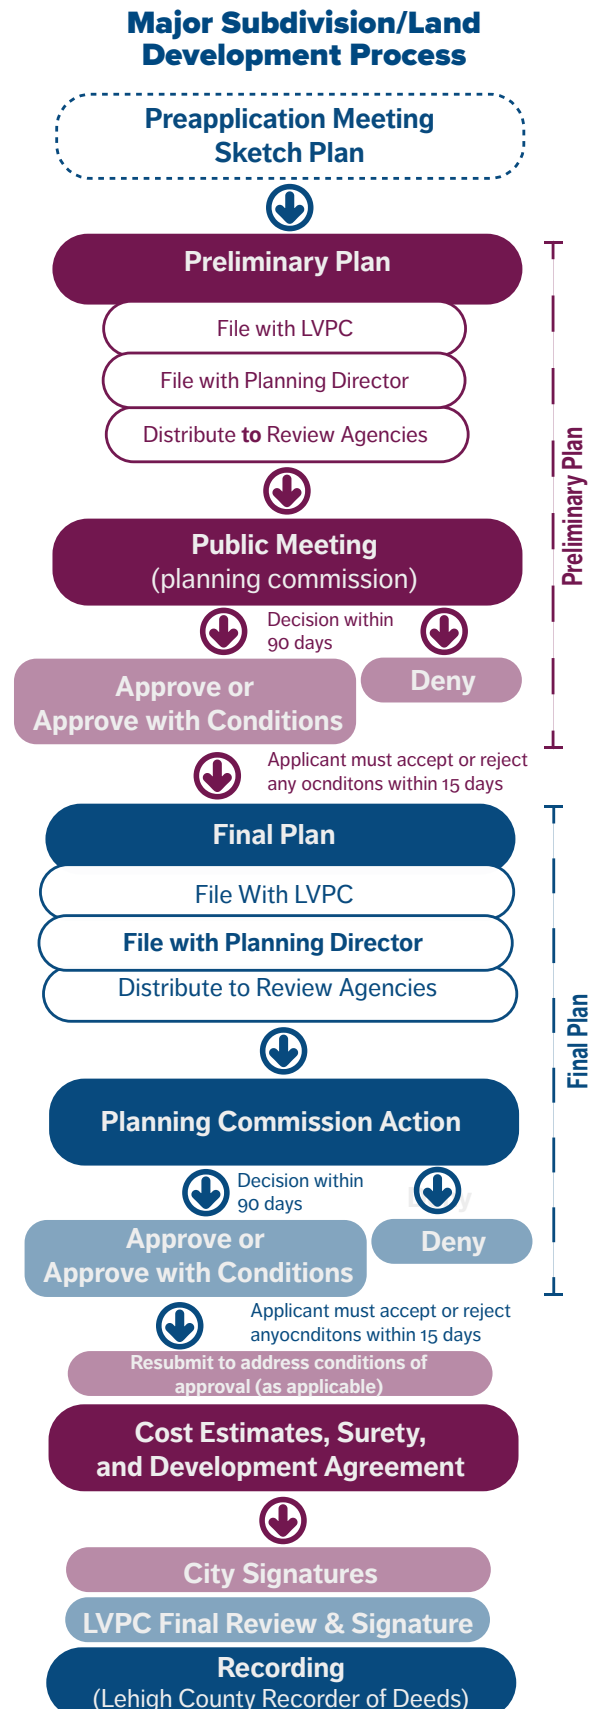 Major Subdivision/Land
Development Process
Preapplication Meeting
Sketch Plan
Preliminary Plan
File with LVPC
File with Planning Director
Distribute to Review Agencies
Public Meeting
(planning commission)
Decision within
90 days
Approve or
Approve with Conditions
Deny
Preliminary Plan
Applicant must accept or reject
any ocnditons within 15 days
Final Plan
File With LVPC
File with Planning Director
Distribute to Review Agencies
Planning Commission Action
Decision within
90 days
Approve or
Approve with Conditions
Deny
Final Plan
Applicant must accept or reject
anyocnditons within 15 days
Resubmit to address conditions of
approval (as applicable)
Cost Estimates, Surety,
and Development Agreement
City Signatures
LVPC Final Review & Signature
Recording
(Lehigh County Recorder of Deeds)